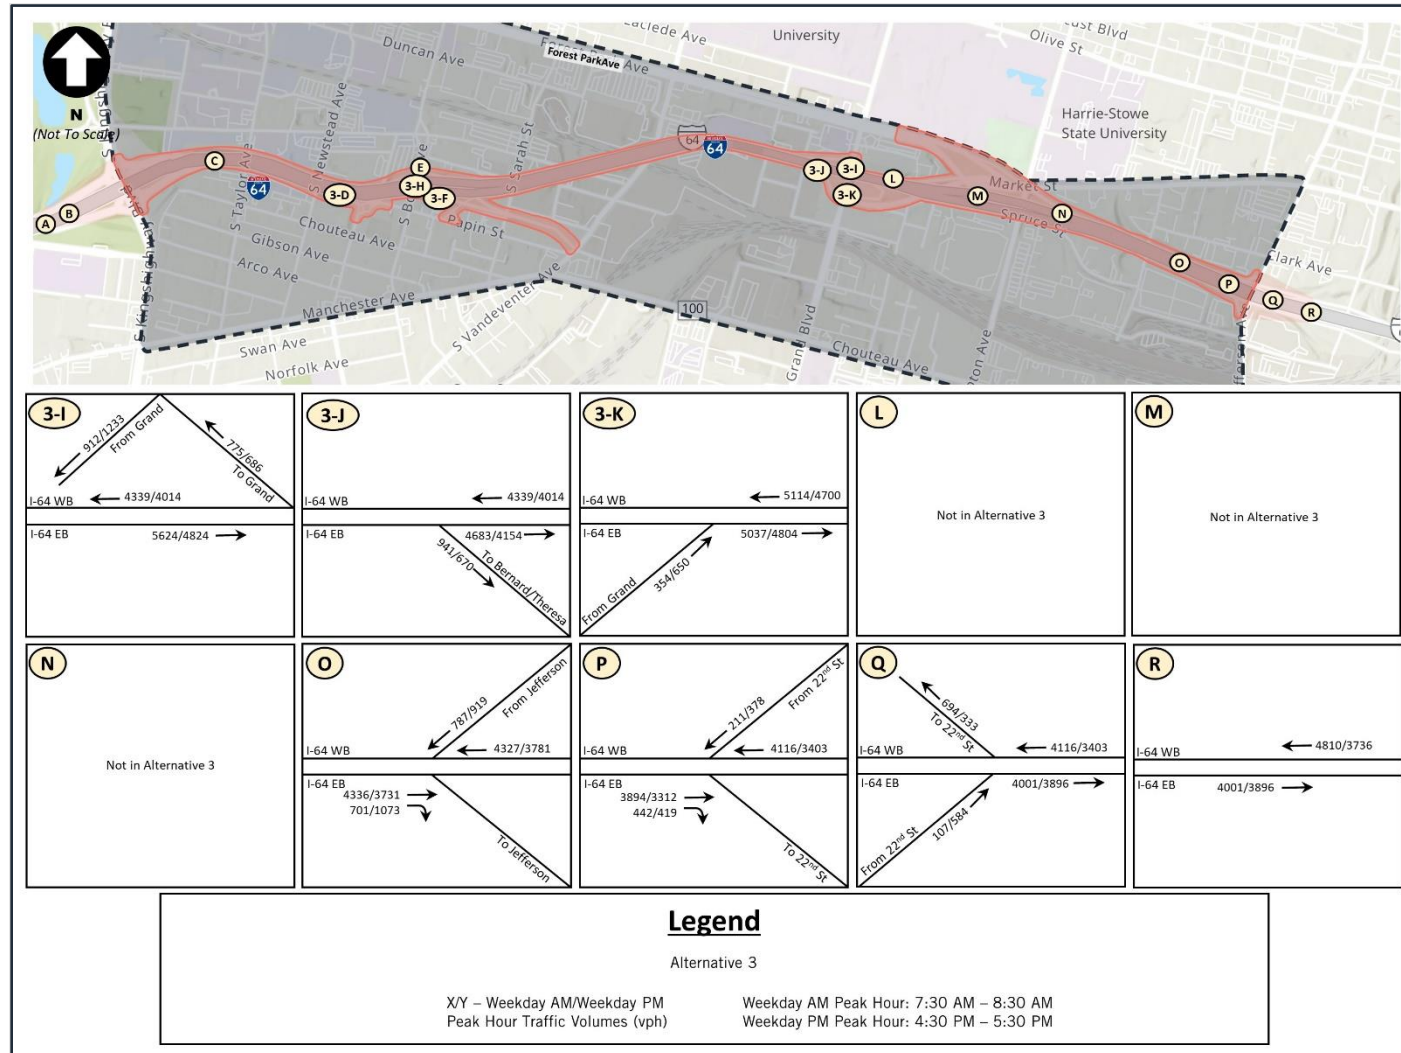 N
(Not To Scale)
Laclede Ave
University
Olive St
Locust Blvd
Duncan Ave
Forest ParkAve
Harrie-Stowe
State University
S Taylor Ave
S Newstead Ave
S Sarah St
64
64
64
A
B
C
3-D
E
3-H
3-F
3-J
3-I
3-K
L
M
N
O
P
Q
R
Market St
Spruce St
Clark Ave
Papin St
Chouteau Ave
Gibson Ave
Arco Ave
Manchester Ave
S Vandeventer Ave
Swan Ave
Norfolk Ave
100
Grand Blvd
Chouteau Ave
3-I
912/1233
From Grand
775/686
To Grand
I-64 WB
4339/4014
I-64 EB
5624/4824
3-J
I-64 WB
4339/4014
I-64 EB
4683/4154
941/670
To Bernard/Theresa
3-K
I-64 WB
5114/4700
I-64 EB
5037/4804
354/650
From Grand
L
Not in Alternative 3
M
Not in Alternative 3
N
Not in Alternative 3
O
787/919
From Jefferson
I-64 WB
4327/3781
I-64 EB
4336/3731
701/1073
To Jefferson
P
211/378
From 22nd St
I-64 WB
4116/3403
I-64 EB
3894/3312
442/419
To 22nd St
Q
694/333
To 22nd St
I-64 WB
4116/3403
I-64 EB
4001/3896
107/584
From 22nd St
R
I-64 WB
4810/3736
I-64 EB
4001/3896
Legend
Alternative 3
X/Y – Weekday AM/Weekday PM
Peak Hour Traffic Volumes (vph)
Weekday AM Peak Hour: 7:30 AM – 8:30 AM
Weekday PM Peak Hour: 4:30 PM – 5:30 PM